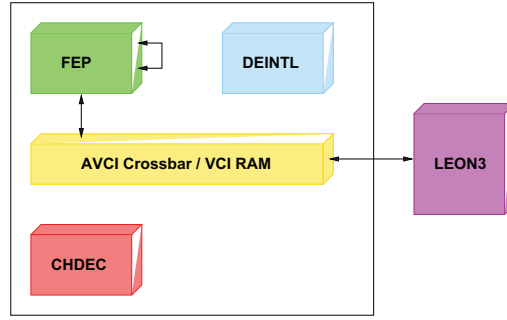 FEP
DEINTL
AVCI Crossbar / VCI RAM
LEON3
CHDEC